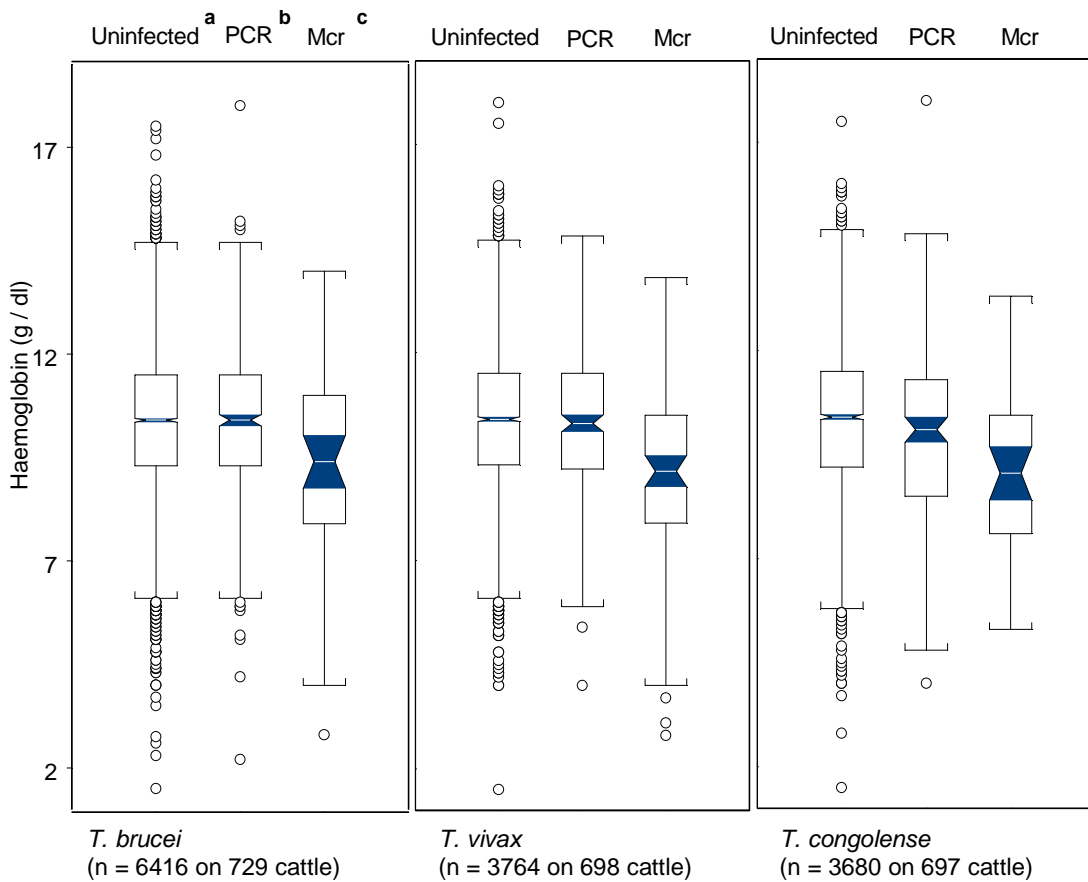 Uninfected a PCR b Mcr c Uninfected PCR Mcr Uninfected PCR Mcr
17
12
7
2
Haemoglobin (g / dl)
T. brucei T. vivax T. congolense
(n = 6416 on 729 cattle) (n = 3764 on 698 cattle) (n = 3680 on 697 cattle)